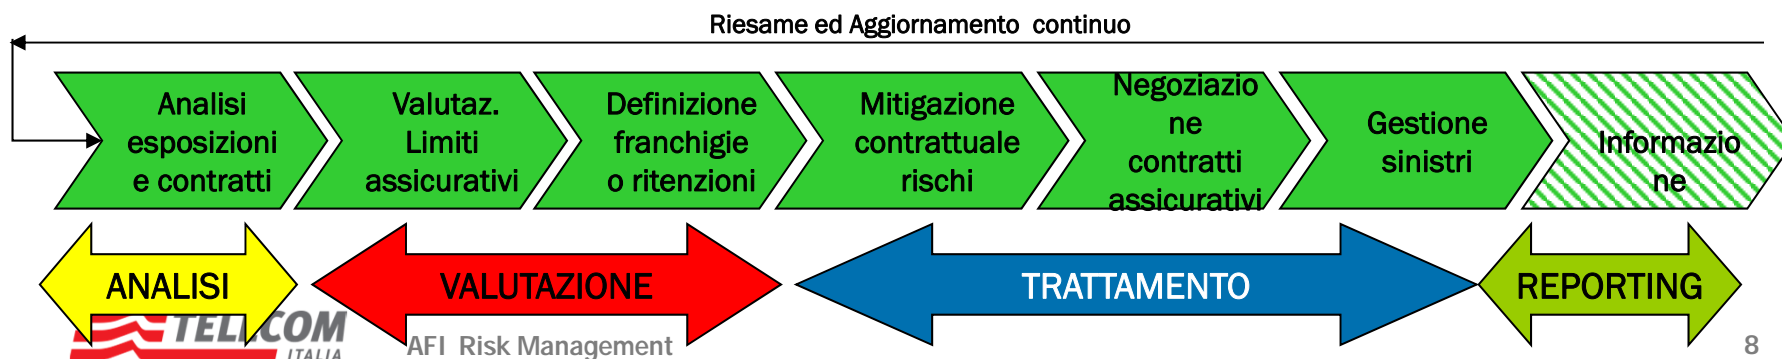 Riesame ed Aggiornamento continuo
Analisi
esposizioni
e contratti
Valutaz.
Limiti
assicurativi
Definizione
franchigie
o ritenzioni
Mitigazione
contrattuale
rischi
Negoziazio
ne
contratti
assicurativi
Gestione
sinistri
Informazio
ne
ANALISI
VALUTAZIONE
TRATTAMENTO
REPORTING
TELECOM
ITALIA
AFI Risk Management
8